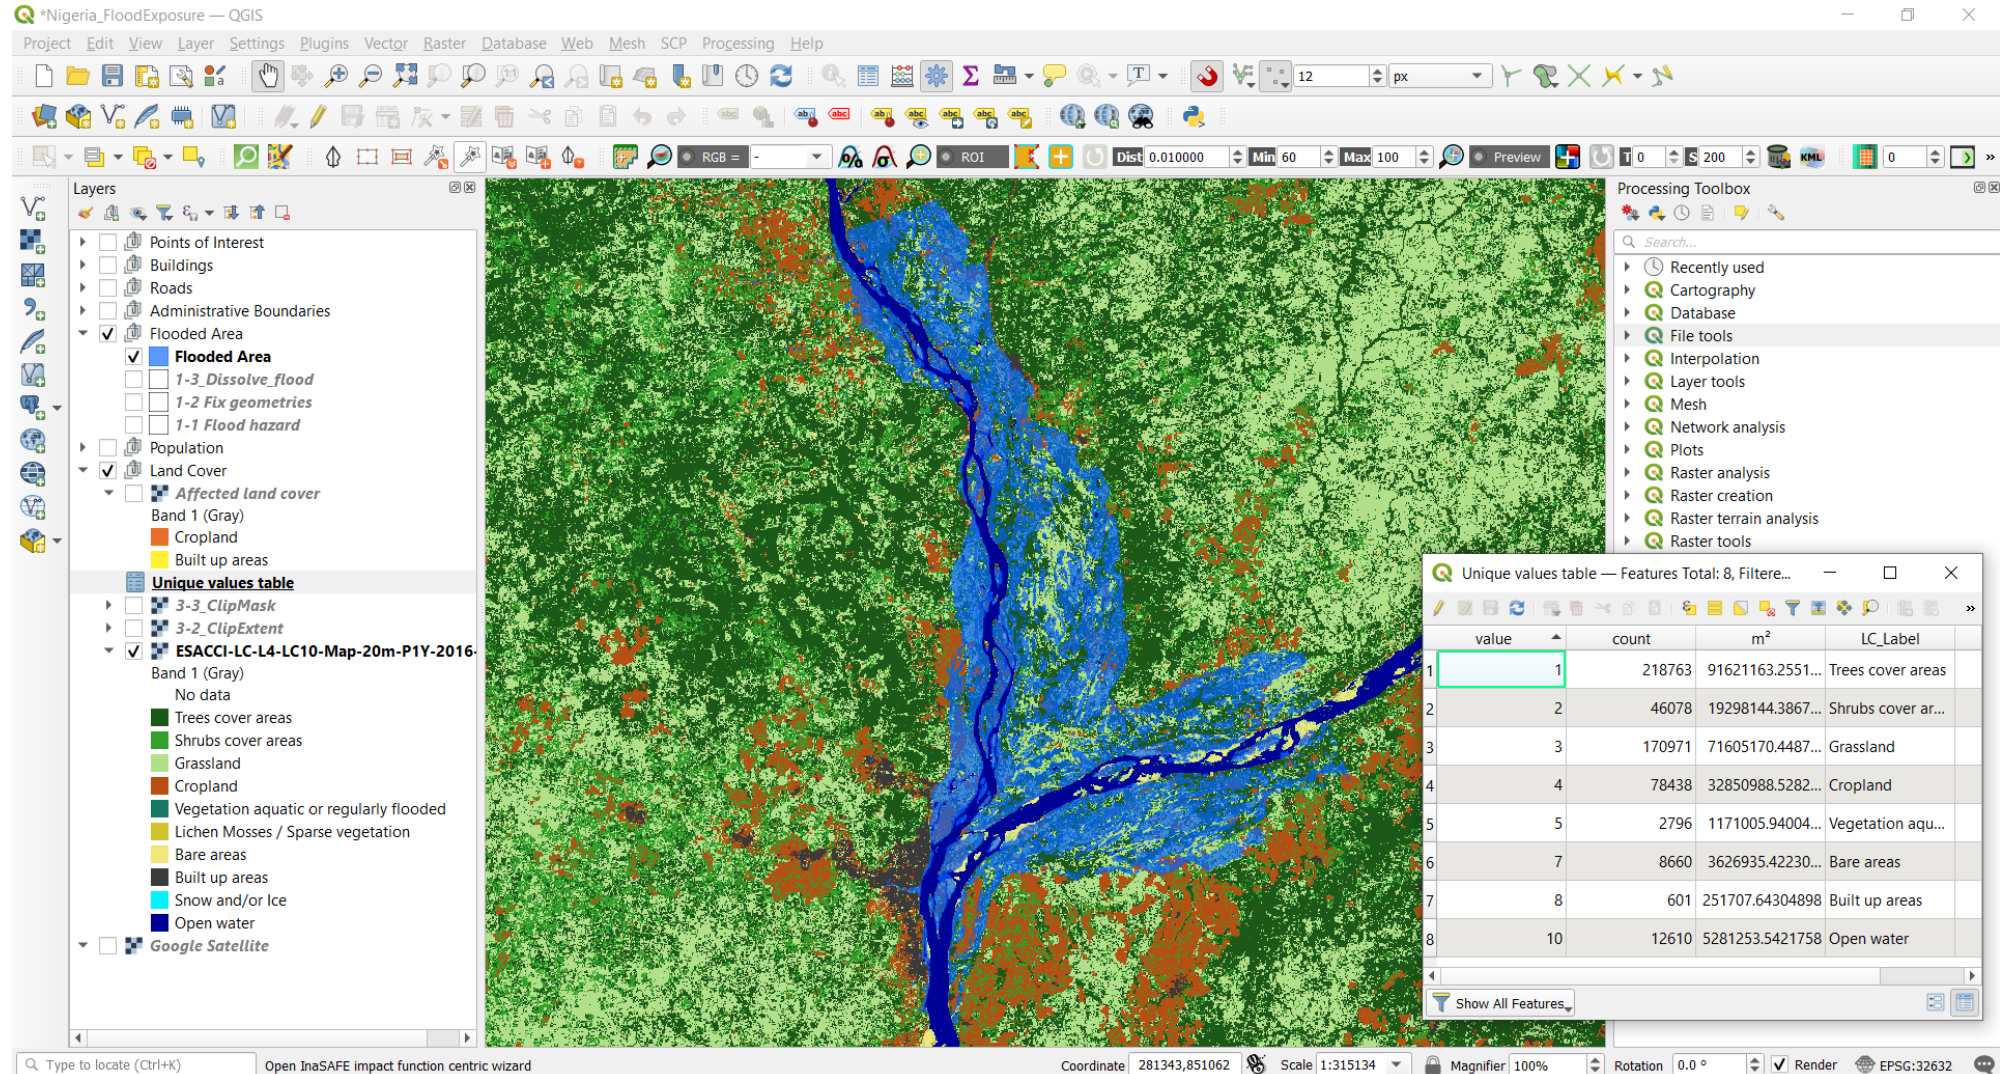 *Nigeria_FloodExposure — QGIS
Project Edit View Layer Settings Plugins Vector Raster Database Web Mesh SCP Processing Help
12 px
RGB = - ROI Dist 0.010000 Min 60 Max 100 Preview T 0 S 200 KML 0 »
Layers
Points of Interest
Buildings
Roads
Administrative Boundaries
Flooded Area
Flooded Area
1-3_Dissolve_flood
1-2 Fix geometries
1-1 Flood hazard
Population
Land Cover
Affected land cover
Band 1 (Gray)
Cropland
Built up areas
Unique values table
3-3_ClipMask
3-2_ClipExtent
ESACCI-LC-L4-LC10-Map-20m-P1Y-2016-
Band 1 (Gray)
No data
Trees cover areas
Shrubs cover areas
Grassland
Cropland
Vegetation aquatic or regularly flooded
Lichen Mosses / Sparse vegetation
Bare areas
Built up areas
Snow and/or Ice
Open water
Google Satellite
Processing Toolbox
Search...
Recently used
Cartography
Database
File tools
Interpolation
Layer tools
Mesh
Network analysis
Plots
Raster analysis
Raster creation
Raster terrain analysis
Raster tools
Unique values table — Features Total: 8, Filtere...
»
value count m² LC_Label
1 1 218763 91621163.2551... Trees cover areas
2 2 46078 19298144.3867... Shrubs cover ar...
3 3 170971 71605170.4487... Grassland
4 4 78438 32850988.5282... Cropland
5 5 2796 1171005.94004... Vegetation aqu...
6 7 8660 3626935.42230... Bare areas
7 8 601 251707.64304898 Built up areas
8 10 12610 5281253.5421758 Open water
Show All Features
Type to locate (Ctrl+K) Open InaSAFE impact function centric wizard Coordinate 281343,851062 Scale 1:315134 Magnifier 100% Rotation 0.0 ° Render EPSG:32632